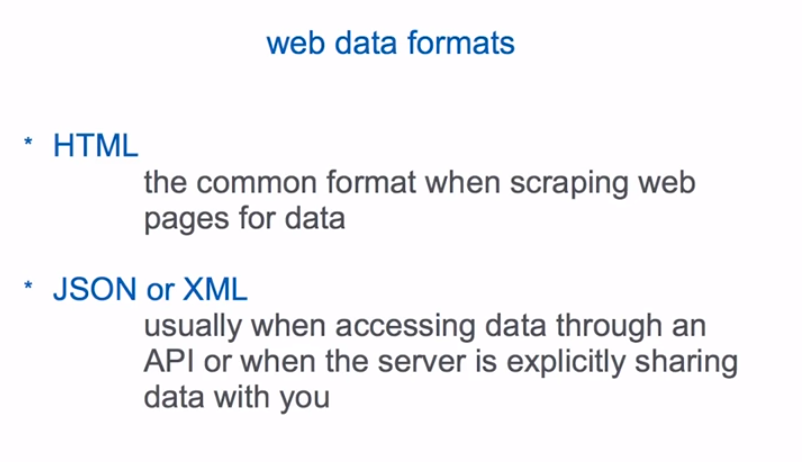 web data formats
* HTML
the common format when scraping web
pages for data
* JSON or XML
usually when accessing data through an
API or when the server is explicitly sharing
data with you